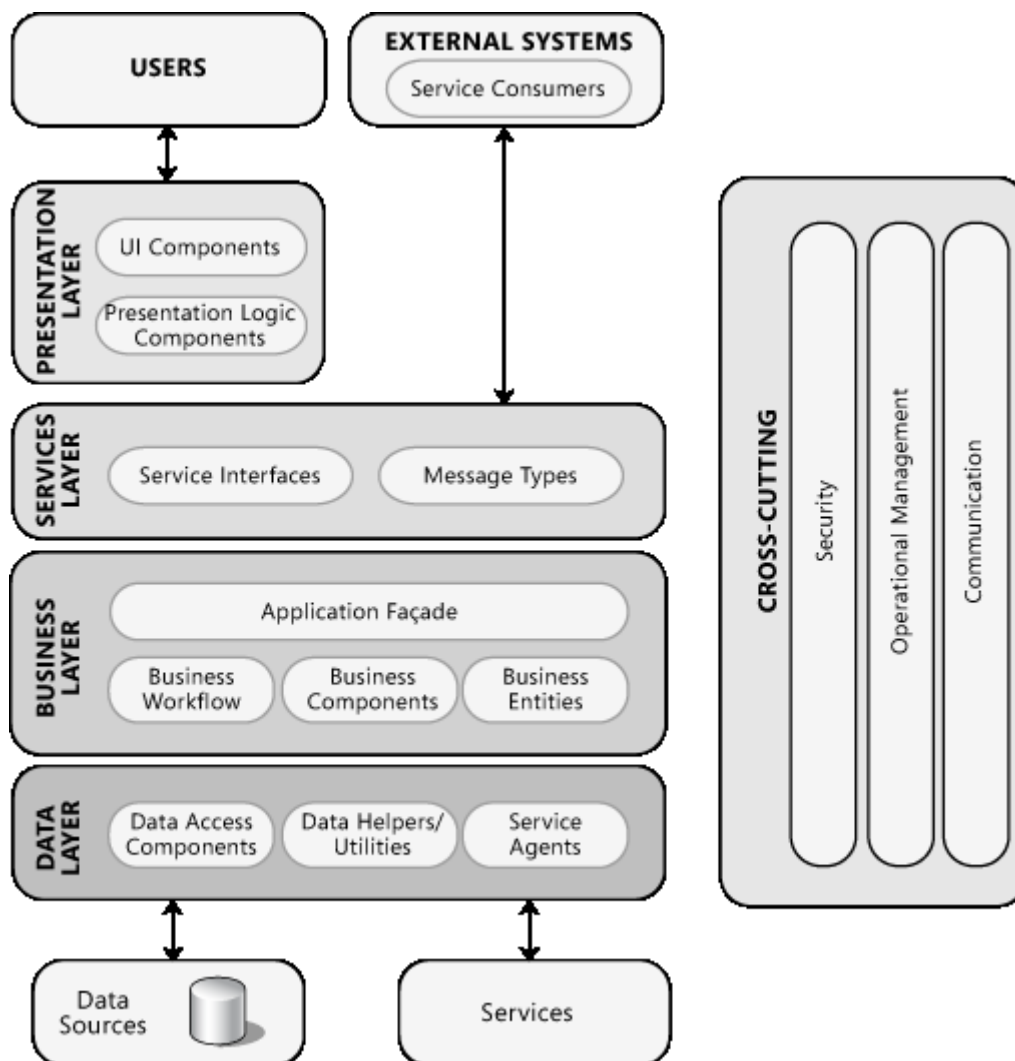 USERS
EXTERNAL SYSTEMS
Service Consumers
PRESENTATION
LAYER
UI Components
Presentation Logic
Components
SERVICES
LAYER
Service Interfaces
Message Types
BUSINESS
LAYER
Application Façade
Business
Workflow
Business
Components
Business
Entities
DATA
LAYER
Data Access
Components
Data Helpers/
Utilities
Service
Agents
Data
Sources
Services
CROSS-CUTTING
Security
Operational Management
Communication